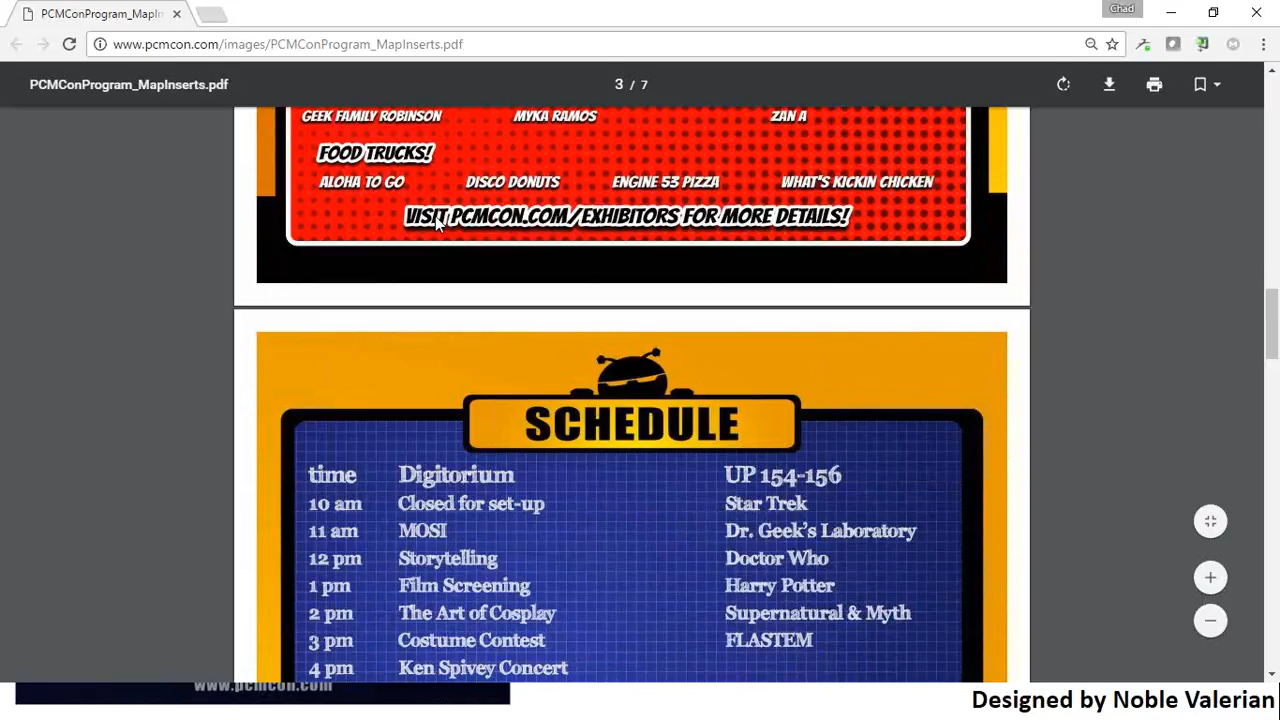 PCMConProgram_MapIn
Chad
www.pcmcon.com/images/PCMConProgram_MapInserts.pdf
PCMConProgram_MapInserts.pdf
3 / 7
GEEK FAMILY ROBINSON MYKA RAMOS ZAN A
FOOD TRUCKS!
ALOHA TO GO DISCO DONUTS ENGINE 53 PIZZA WHAT'S KICKIN CHICKEN
VISIT PCMCON.COM/EXHIBITORS FOR MORE DETAILS!
SCHEDULE
time Digitorium UP 154-156
10 am Closed for set-up Star Trek
11 am MOSI Dr. Geek's Laboratory
12 pm Storytelling Doctor Who
1 pm Film Screening Harry Potter
2 pm The Art of Cosplay Supernatural & Myth
3 pm Costume Contest FLASTEM
4 pm Ken Spivey Concert
www.pcmcon.com
Designed by Noble Valerian